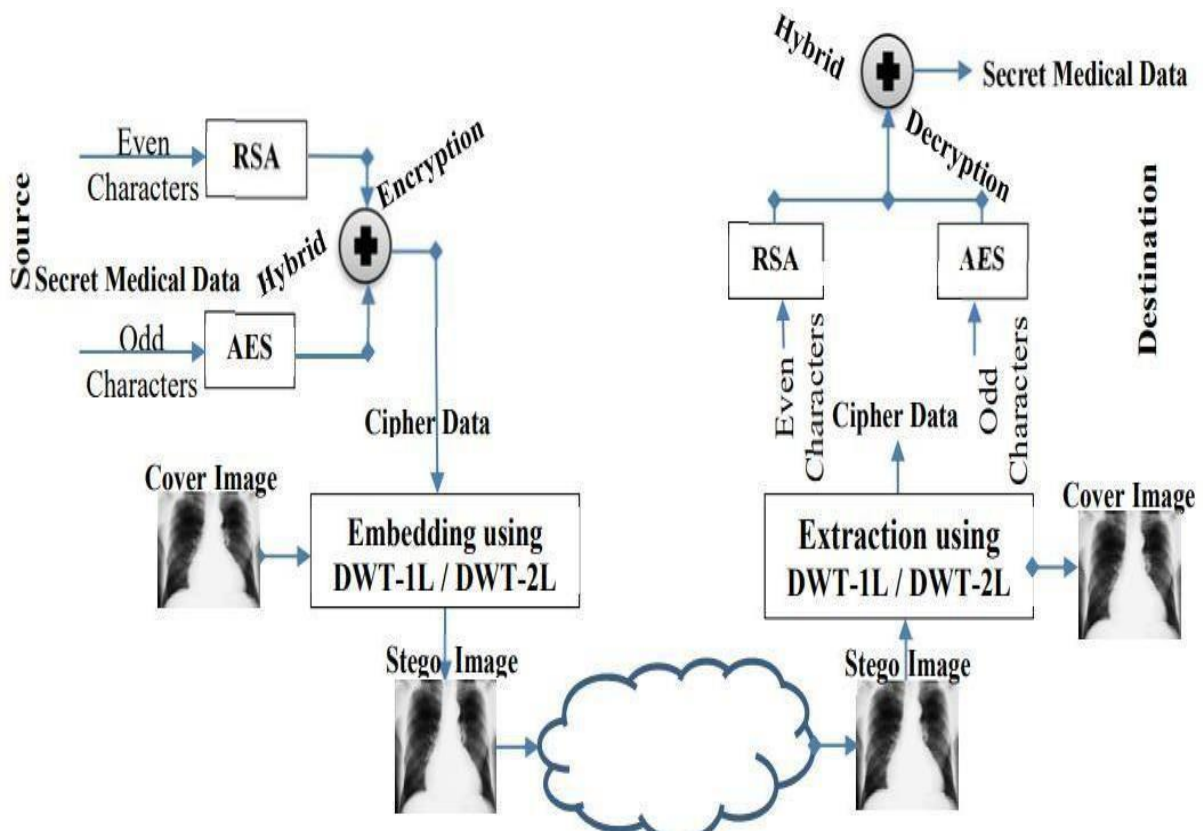 Source
Even
Characters
RSA
Hybrid
Encryption
Secret Medical Data
Odd
Characters
AES
Cipher Data
Cover Image
Embedding using
DWT-1L / DWT-2L
Stego Image
Hybrid
Decryption
Secret Medical Data
RSA
AES
Even
Characters
Odd
Characters
Destination
Cipher Data
Extraction using
DWT-1L / DWT-2L
Cover Image
Stego Image